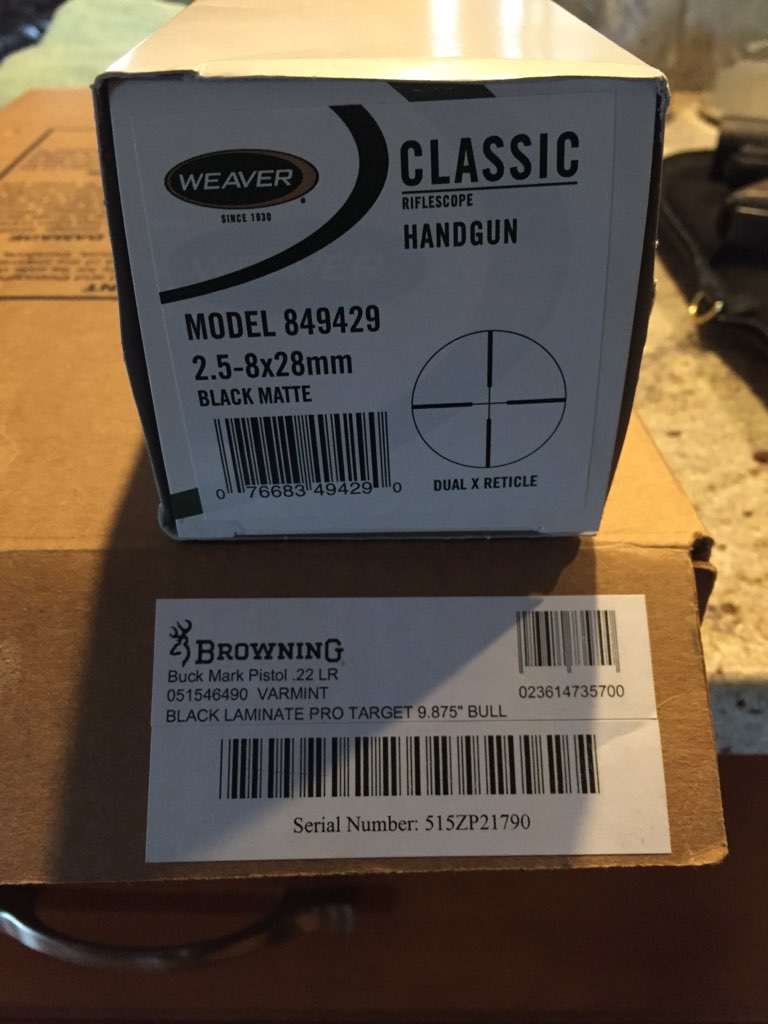 WEAVER
SINCE 1930
CLASSIC
RIFLESCOPE
HANDGUN
MODEL 849429
2.5-8x28mm
BLACK MATTE
0 76683 49429 0
DUAL X RETICLE
BROWNING
Buck Mark Pistol .22 LR
051546490 VARMINT
023614735700
BLACK LAMINATE PRO TARGET 9.875" BULL
Serial Number: 515ZP21790